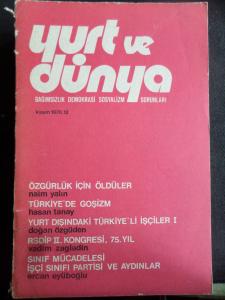 yurt ve
dünya
BAĞIMSIZLIK DEMOKRASİ SOSYALİZM SORUNLARI
Kasım 1978.12
ÖZGÜRLÜK İÇİN ÖLDÜLER
naim yalın
TÜRKİYE'DE GOŞİZM
hasan tanay
YURT DIŞINDAKİ TÜRKİYE'Lİ İŞÇİLER I
doğan özgüden
RSDİP II. KONGRESİ, 75. YIL
vadim zagladin
SINIF MÜCADELESİ
İŞÇİ SINIFI PARTİSİ VE AYDINLAR
ercan eyüboğlu